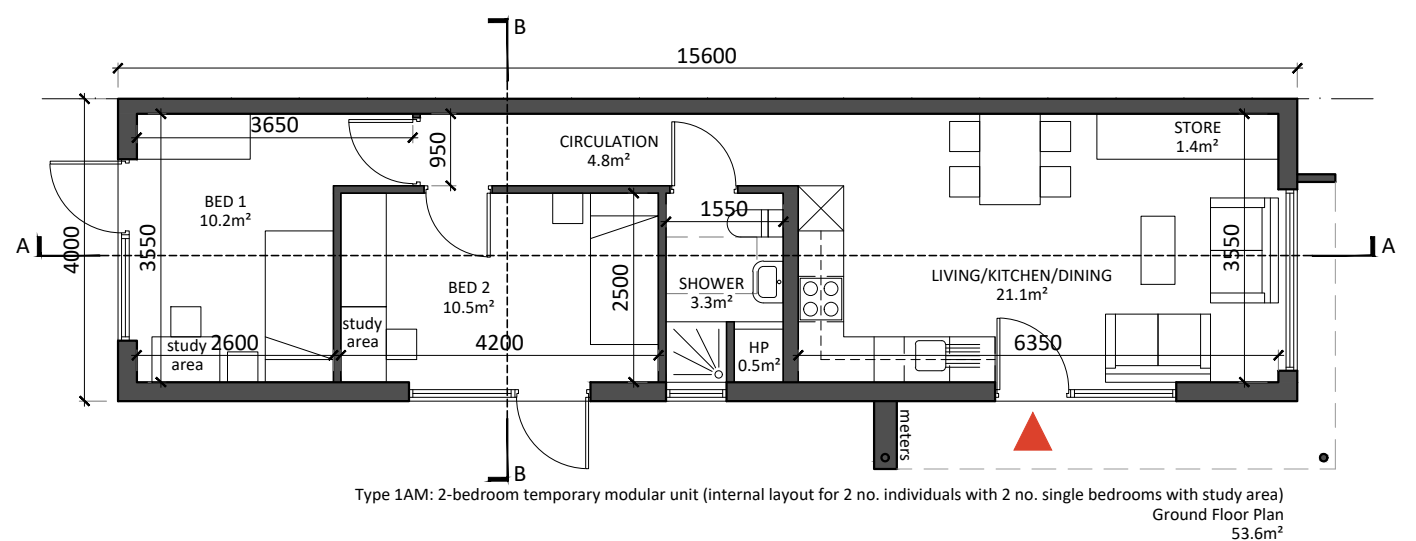 B
15600
3650
950
CIRCULATION
4.8m²
STORE
1.4m²
BED 1
10.2m²
1550
A
4000
3550
3550
A
BED 2
10.5m²
2500
SHOWER
3.3m²
LIVING/KITCHEN/DINING
21.1m²
study
area
2600
study
area
4200
HP
0.5m²
6350
meters
B
Type 1AM: 2-bedroom temporary modular unit (internal layout for 2 no. individuals with 2 no. single bedrooms with study area)
Ground Floor Plan
53.6m²